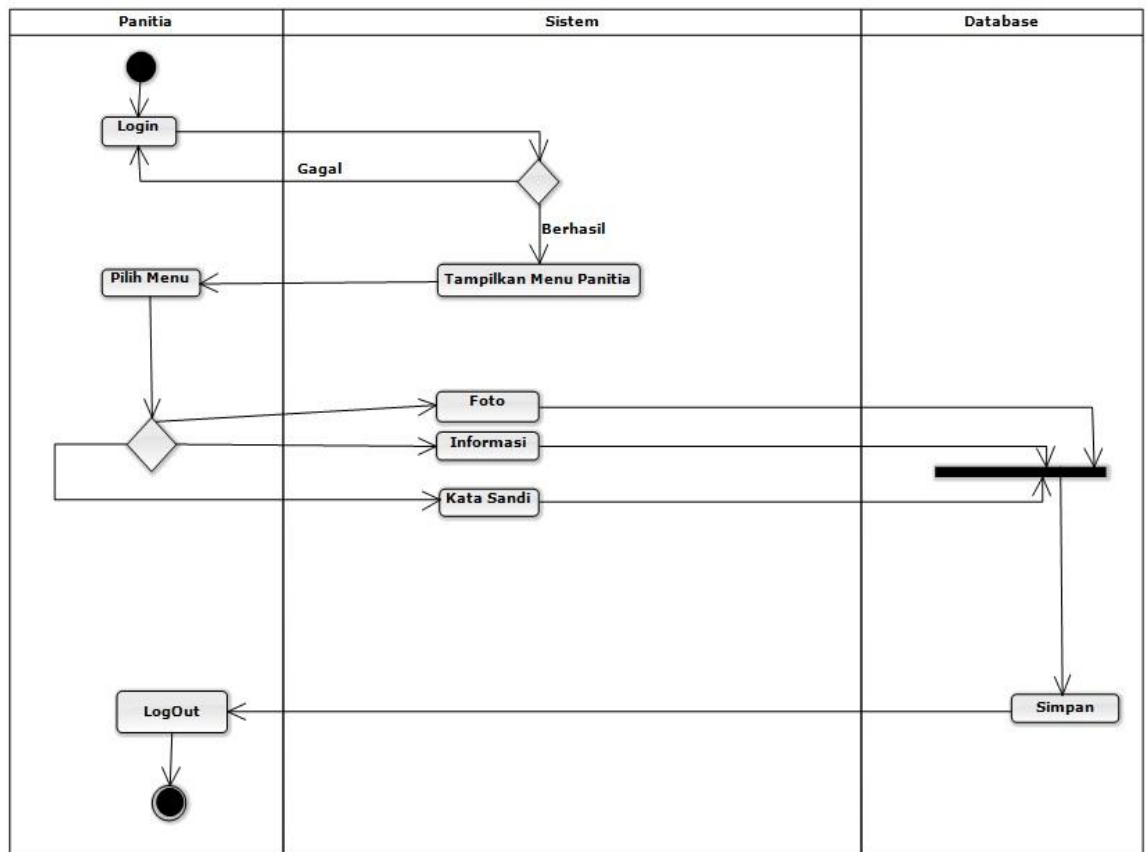 Panitia
Sistem
Database
Login
Gagal
Berhasil
Pilih Menu
Tampilkan Menu Panitia
Foto
Informasi
Kata Sandi
LogOut
Simpan